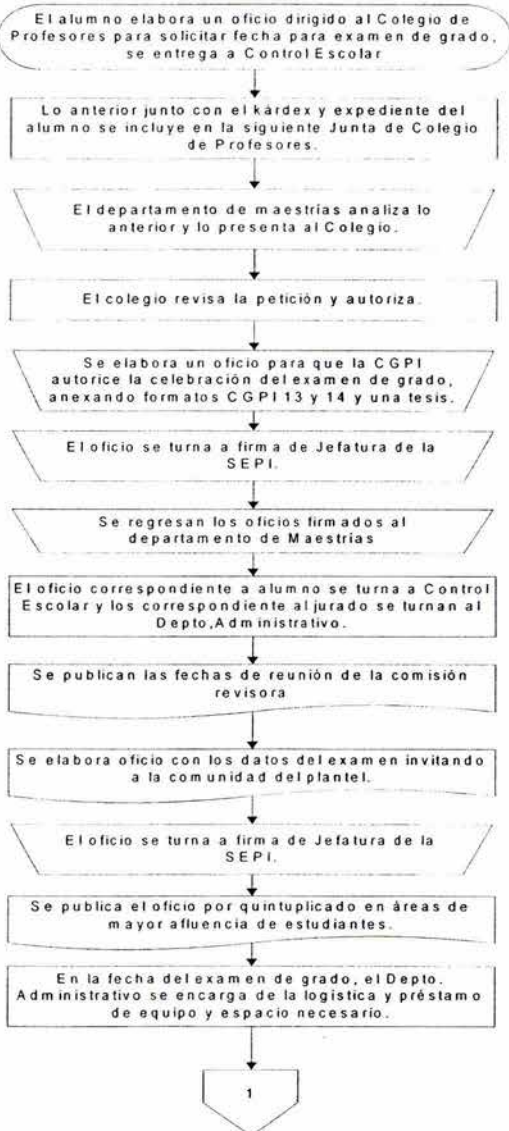 El alumno elabora un oficio dirigido al Colegio de
Profesores para solicitar fecha para examen de grado,
se entrega a Control Escolar
Lo anterior junto con el kárdex y expediente del
alumno se incluye en la siguiente Junta de Colegio
de Profesores.
El departamento de maestrías analiza lo
anterior y lo presenta al Colegio.
El colegio revisa la petición y autoriza.
Se elabora un oficio para que la CGPI
autorice la celebración del examen de grado,
anexando formatos CGPI 13 y 14 y una tesis.
El oficio se turna a firma de Jefatura de la
SEPI.
Se regresan los oficios firmados al
departamento de Maestrías
El oficio correspondiente a alumno se turna a Control
Escolar y los correspondiente al jurado se turnan al
Depto, Administrativo.
Se publican las fechas de reunión de la comisión
revisora
Se elabora oficio con los datos del examen invitando
a la comunidad del plantel.
El oficio se turna a firma de Jefatura de la
SEPI.
Se publica el oficio por quintuplicado en áreas de
mayor afluencia de estudiantes.
En la fecha del examen de grado, el Depto.
Administrativo se encarga de la logística y préstamo
de equipo y espacio necesario.
1